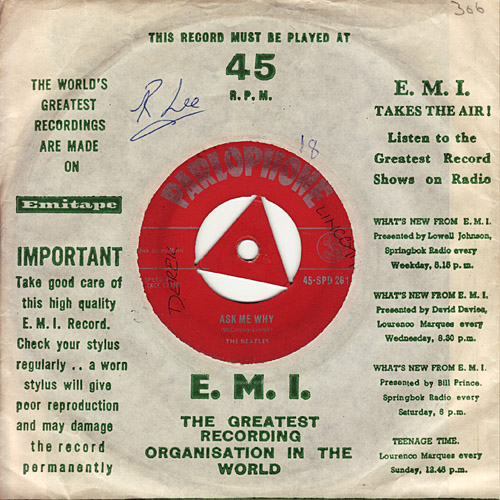 306
THIS RECORD MUST BE PLAYED AT
45
R.P.M.
THE WORLD'S
GREATEST
RECORDINGS
ARE MADE
ON
Emitape
IMPORTANT
Take good care of
this high quality
E.M.I. Record.
Check your stylus
regularly .. a worn
stylus will give
poor reproduction
and may damage
the record
permanently
R Lee
18
PARLOPHONE
DEREK
LINCOLN
45-SPD 261
ASK ME WHY
THE BEATLES
E. M. I.
THE GREATEST
RECORDING
ORGANISATION IN THE
WORLD
E. M. I.
TAKES THE AIR!
Listen to the
Greatest Record
Shows on Radio
WHAT'S NEW FROM E. M. I.
Presented by Lowell Johnson,
Springbok Radio every
Weekday, 5.15 p.m.
WHAT'S NEW FROM E. M. I.
Presented by David Davies,
Lourenco Marques every
Wednesday, 8.30 p.m.
WHAT'S NEW FROM E. M. I.
Presented by Bill Prince.
Springbok Radio every
Saturday, 6 p.m.
TEENAGE TIME.
Lourenco Marques every
Sunday, 12.45 p.m.